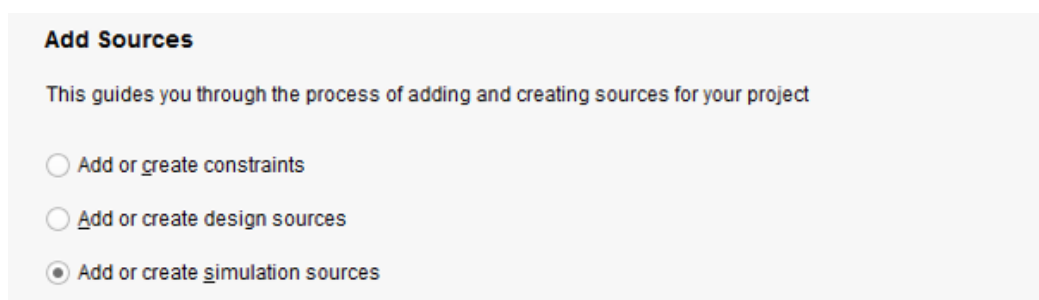 Add Sources
This guides you through the process of adding and creating sources for your project
Add or create constraints
Add or create design sources
Add or create simulation sources